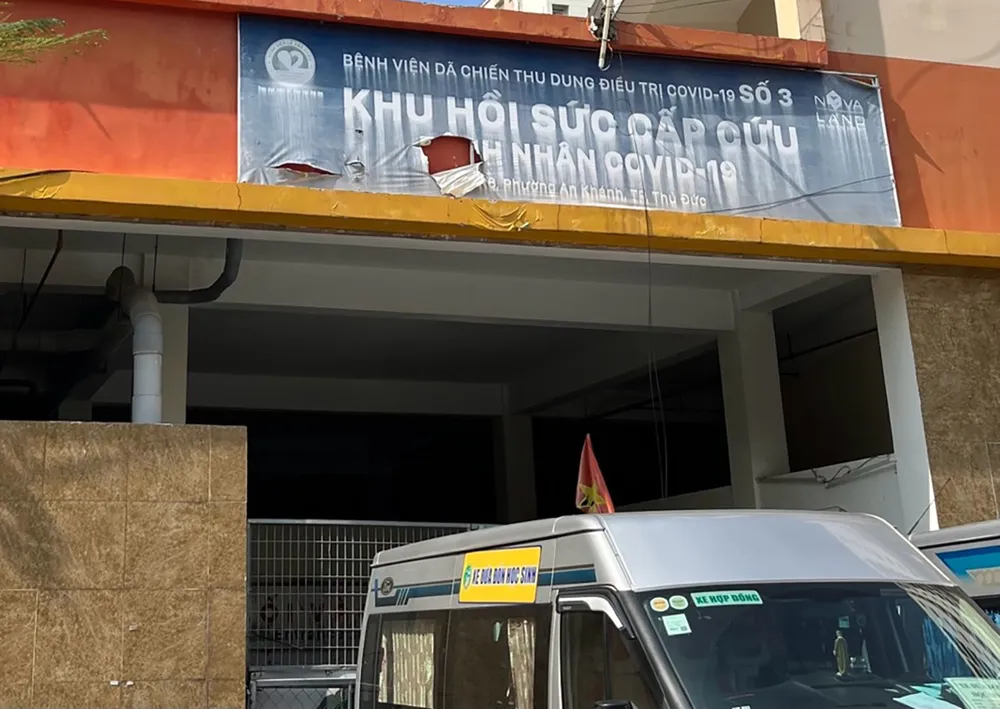 BỆNH VIỆN DÃ CHIẾN THU DUNG ĐIỀU TRỊ COVID-19 SỐ 3
KHU HỒI SỨC CẤP CỨU
NHÂN COVID-19
Phường An Khánh, TP. Thủ Đức
NOVA
LAND
XE ĐƯA ĐÓN HỌC SINH
XE HỢP ĐỒNG